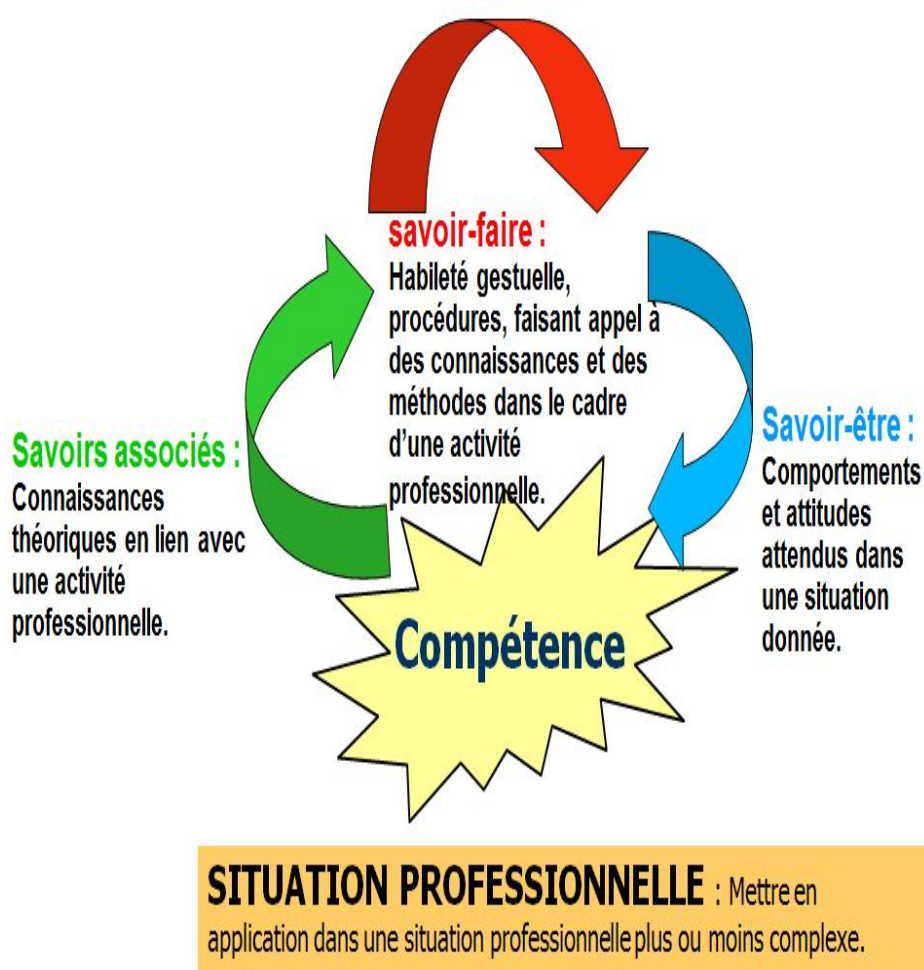 savoir-faire :
Habileté gestuelle,
procédures, faisant appel à
des connaissances et des
méthodes dans le cadre
d’une activité
professionnelle.
Savoirs associés :
Connaissances
théoriques en lien avec
une activité
professionnelle.
Savoir-être :
Comportements
et attitudes
attendus dans
une situation
donnée.
Compétence
SITUATION PROFESSIONNELLE : Mettre en
application dans une situation professionnelle plus ou moins complexe.